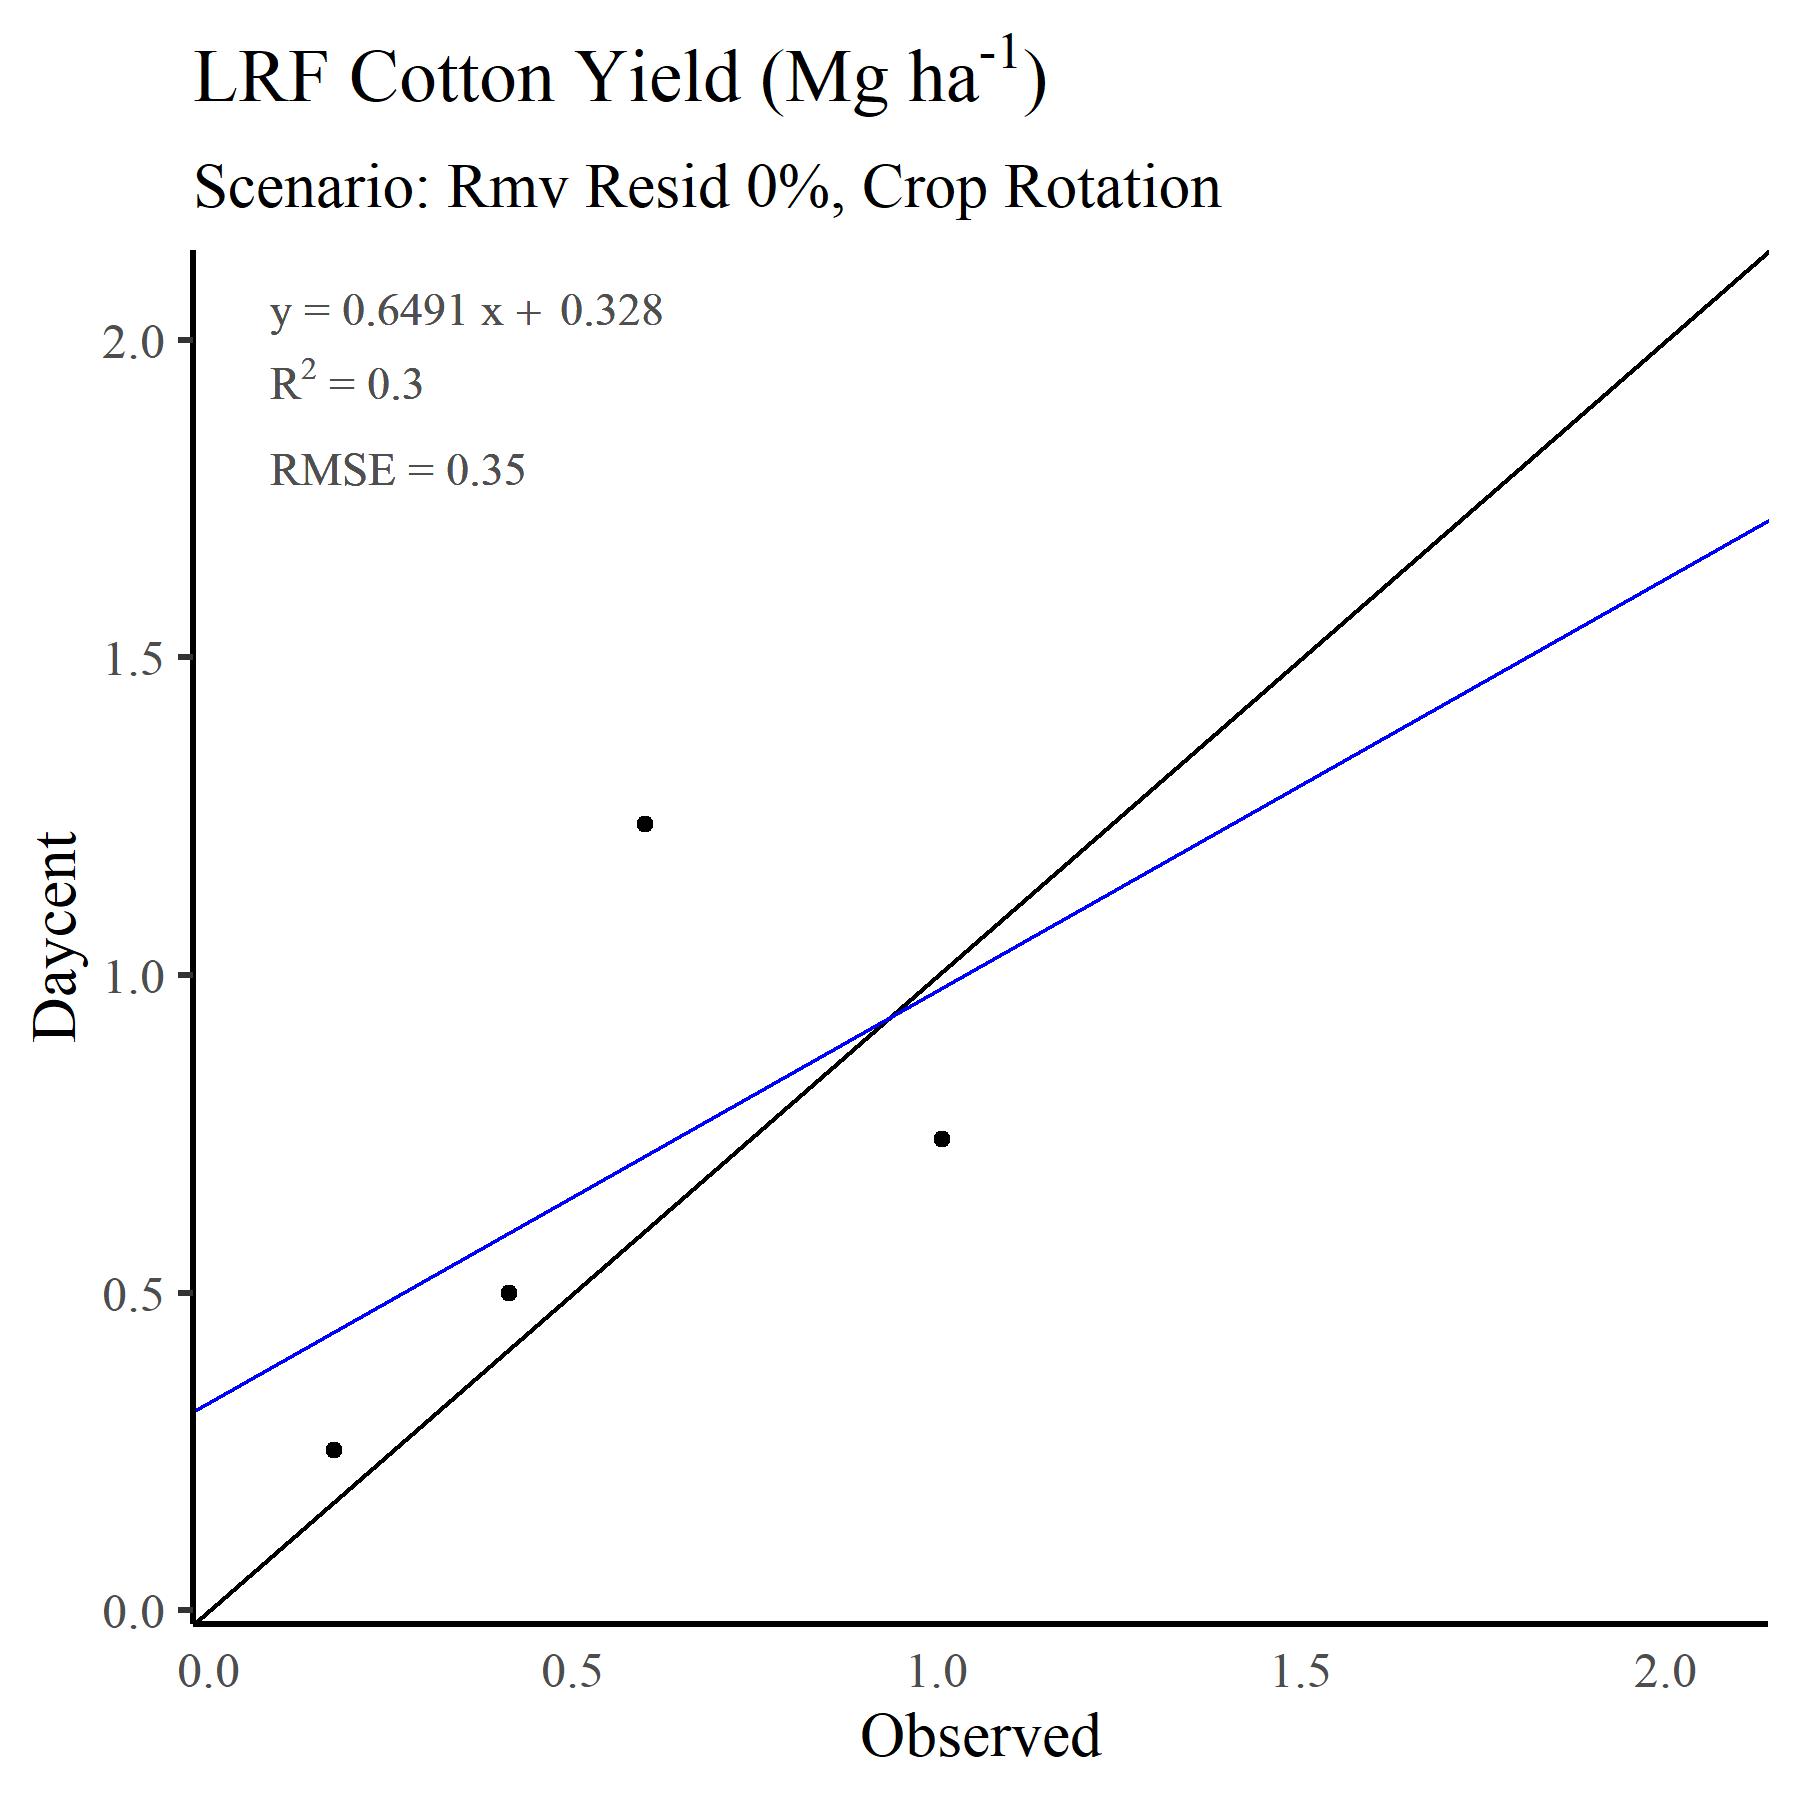 LRF Cotton Yield (Mg ha⁻¹)
Scenario: Rmv Resid 0%, Crop Rotation
y = 0.6491 x + 0.328
R² = 0.3
RMSE = 0.35
Daycent
2.0
1.5
1.0
0.5
0.0
0.0 0.5 1.0 1.5 2.0
Observed